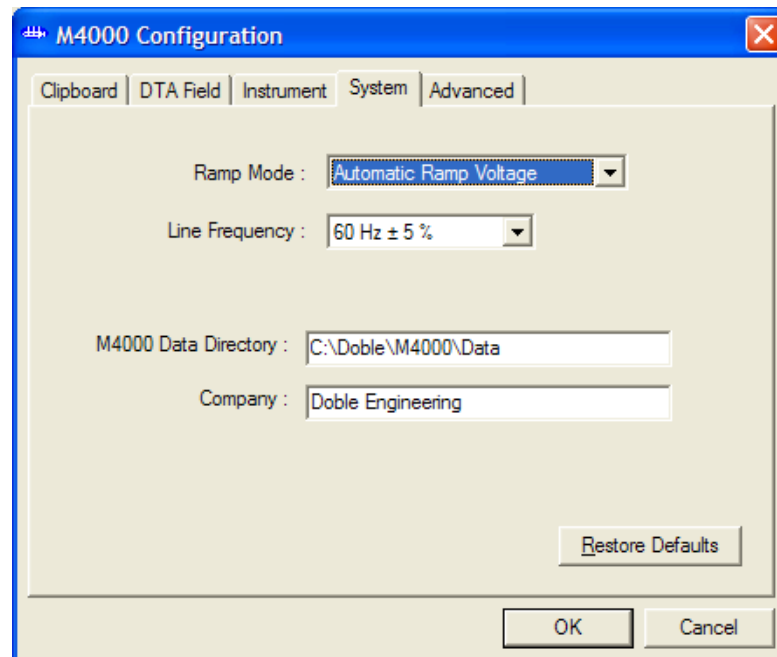 M4000 Configuration
Clipboard DTA Field Instrument System Advanced
Ramp Mode : Automatic Ramp Voltage
Line Frequency : 60 Hz ± 5 %
M4000 Data Directory : C:\Doble\M4000\Data
Company : Doble Engineering
Restore Defaults
OK Cancel